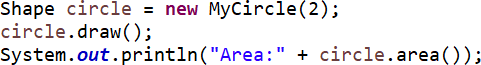 Shape circle = new MyCircle(2);
circle.draw();
System.out.println("Area:" + circle.area());